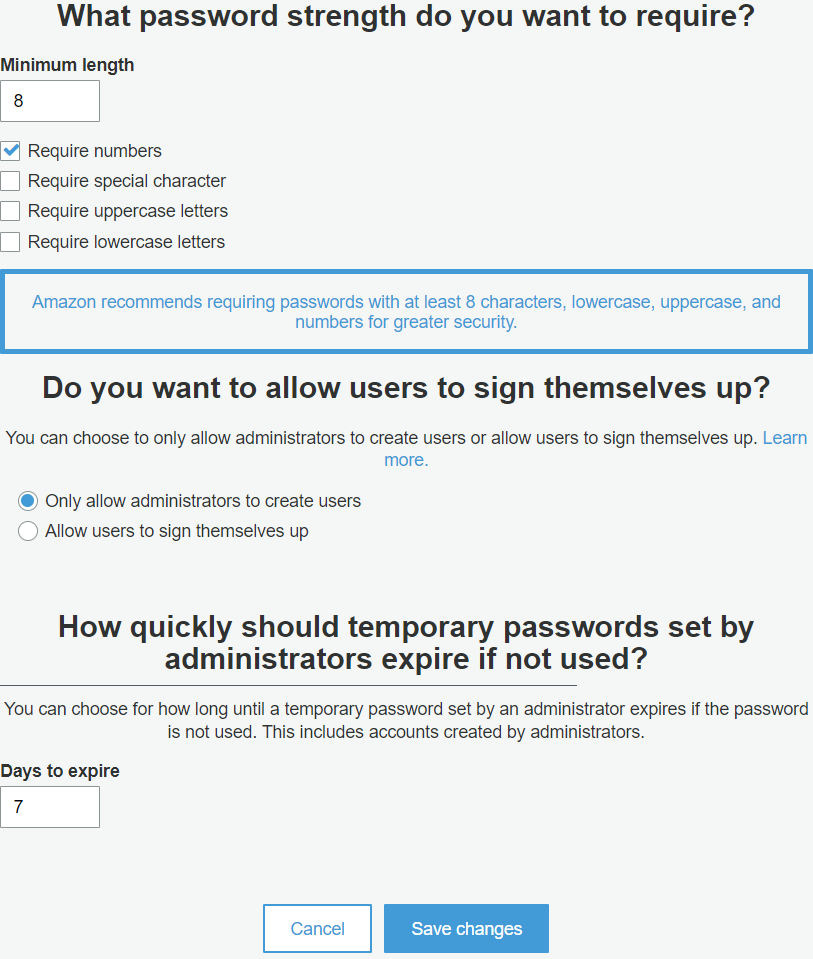 What password strength do you want to require?
Minimum length
8
Require numbers
Require special character
Require uppercase letters
Require lowercase letters
Amazon recommends requiring passwords with at least 8 characters, lowercase, uppercase, and
numbers for greater security.
Do you want to allow users to sign themselves up?
You can choose to only allow administrators to create users or allow users to sign themselves up. Learn
more.
Only allow administrators to create users
Allow users to sign themselves up
How quickly should temporary passwords set by
administrators expire if not used?
You can choose for how long until a temporary password set by an administrator expires if the password
is not used. This includes accounts created by administrators.
Days to expire
7
Cancel
Save changes